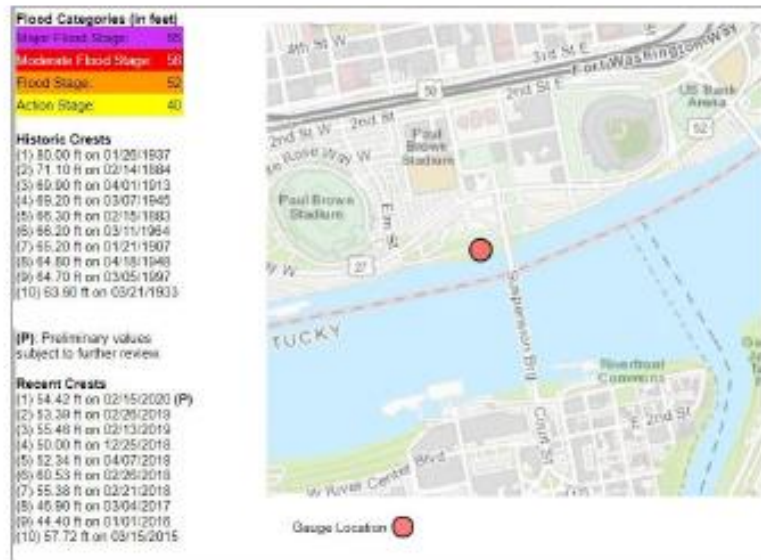 Flood Categories (in feet)
Major Flood Stage: 65
Moderate Flood Stage: 56
Flood Stage: 52
Action Stage: 40
Historic Crests
(1) 80.00 ft on 01/26/1937
(2) 71.10 ft on 02/14/1884
(3) 69.90 ft on 04/01/1913
(4) 69.20 ft on 03/07/1945
(5) 66.30 ft on 02/15/1883
(6) 66.20 ft on 03/11/1964
(7) 65.20 ft on 01/21/1907
(8) 64.80 ft on 04/18/1948
(9) 64.70 ft on 03/05/1997
(10) 63.60 ft on 03/21/1933
(P): Preliminary values
subject to further review.
Recent Crests
(1) 54.42 ft on 02/15/2020 (P)
(2) 53.39 ft on 02/26/2019
(3) 55.46 ft on 02/13/2019
(4) 50.00 ft on 12/25/2018
(5) 52.34 ft on 04/07/2018
(6) 60.53 ft on 02/26/2018
(7) 55.38 ft on 02/21/2018
(8) 46.90 ft on 03/04/2017
(9) 44.40 ft on 01/01/2016
(10) 57.72 ft on 03/15/2015
4th St W
3rd St E
Fort Washington Way
2nd St E
50
US Bank
Arena
52
2nd St W
2nd St
Paul
Brown
Stadium
Rose Way W
Paul Brown
Stadium
Elm St
27
W
TUCKY
Suspension Brg
Riverfront
Commons
Court St
E 2nd St
W River Center Blvd
Gauge Location